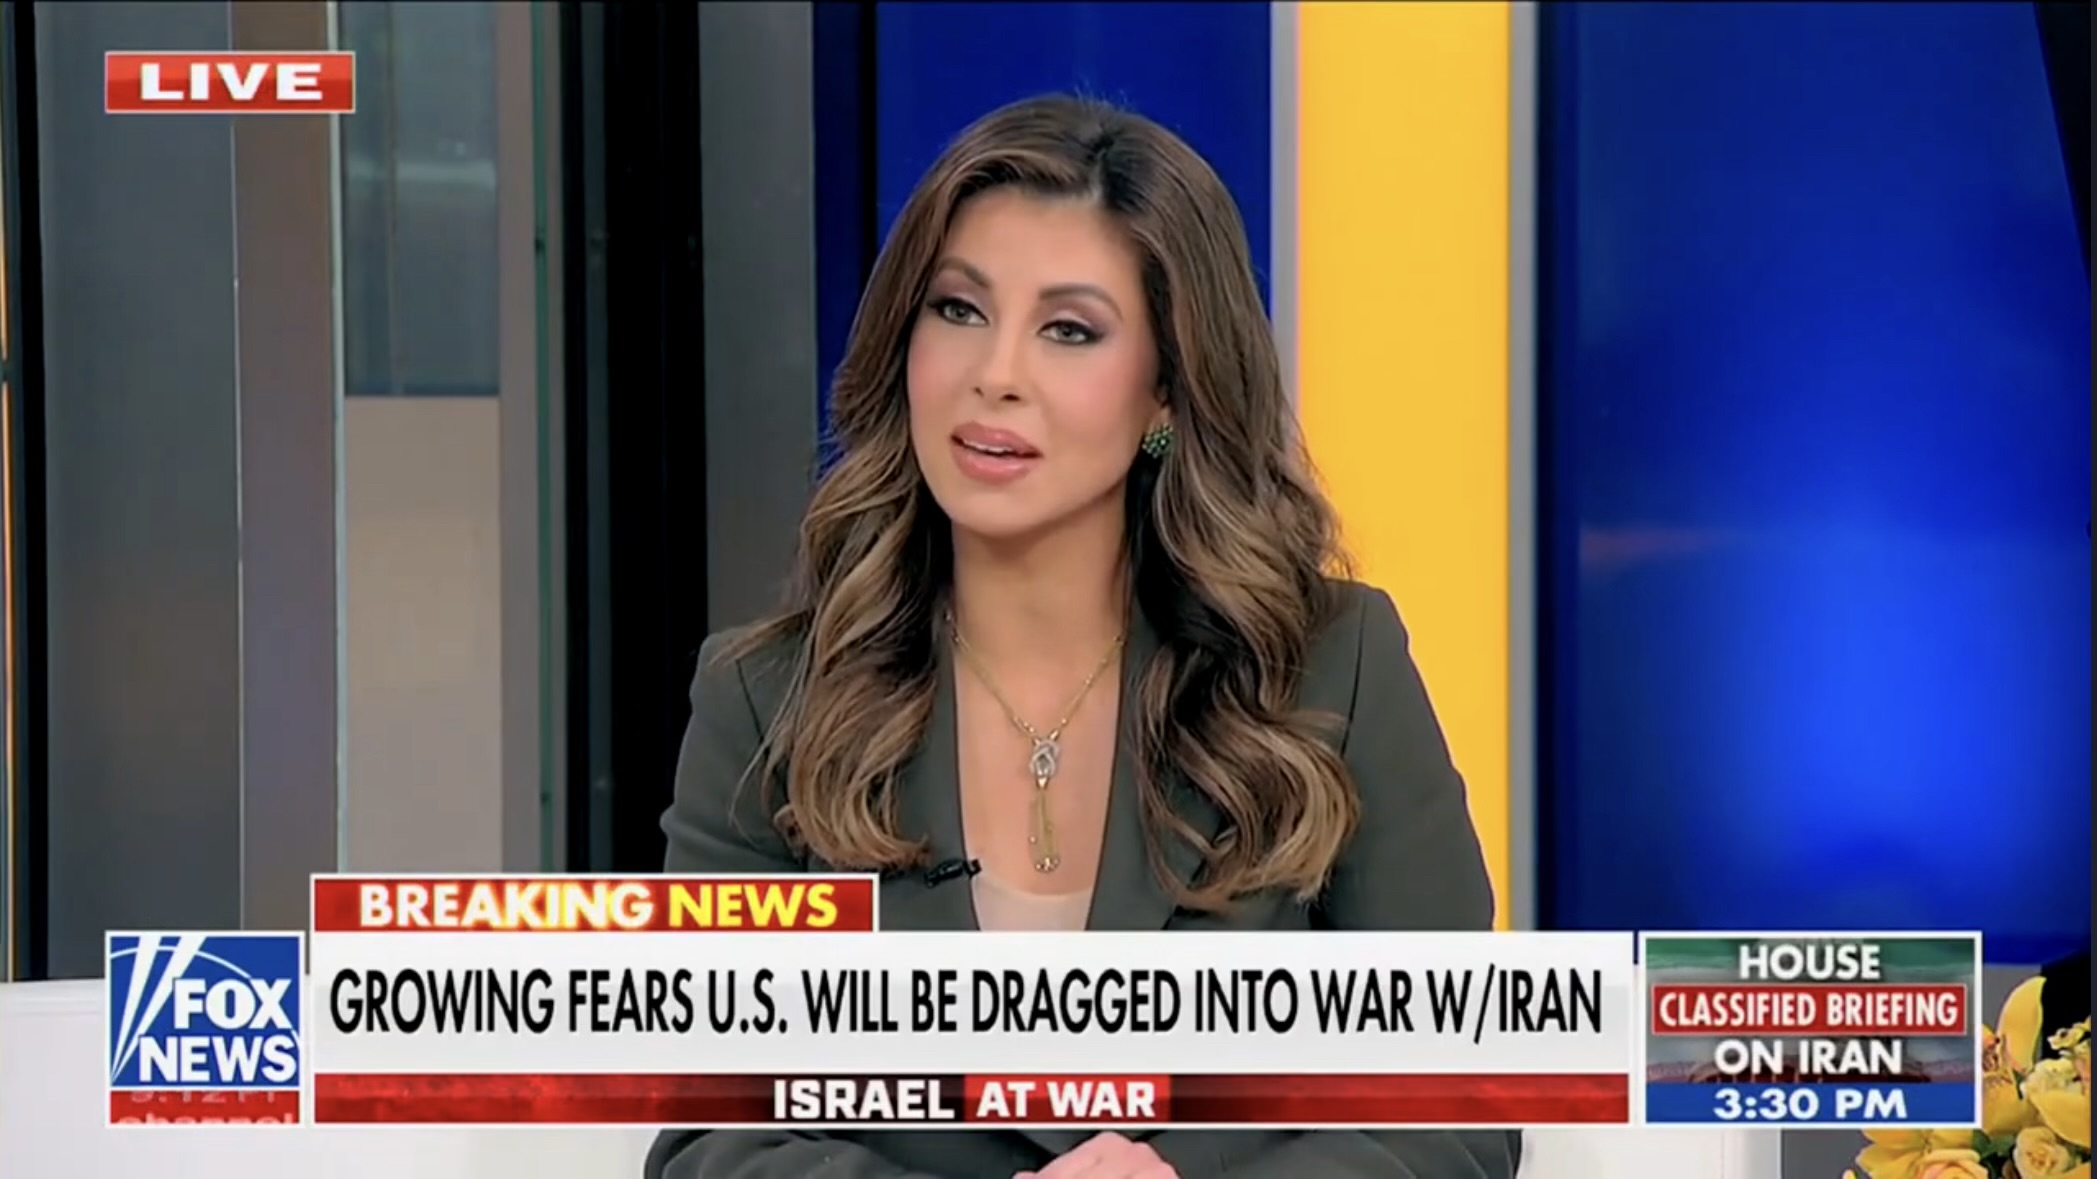 LIVE
BREAKING NEWS
GROWING FEARS U.S. WILL BE DRAGGED INTO WAR W/IRAN
ISRAEL AT WAR
FOX
NEWS
channel
HOUSE
CLASSIFIED BRIEFING
ON IRAN
3:30 PM